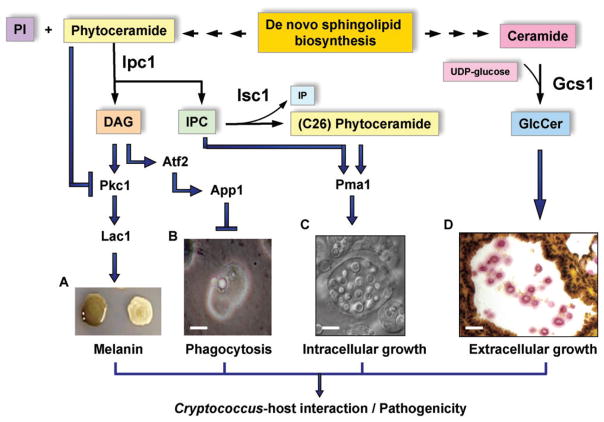 PI + Phytoceramide
De novo sphingolipid
biosynthesis
Ceramide
Ipc1
UDP-glucose
Gcs1
Isc1
IP
DAG
IPC
(C26) Phytoceramide
GlcCer
Atf2
Pkc1
App1
Pma1
Lac1
A
B
C
D
Melanin
Phagocytosis
Intracellular growth
Extracellular growth
Cryptococcus-host interaction / Pathogenicity